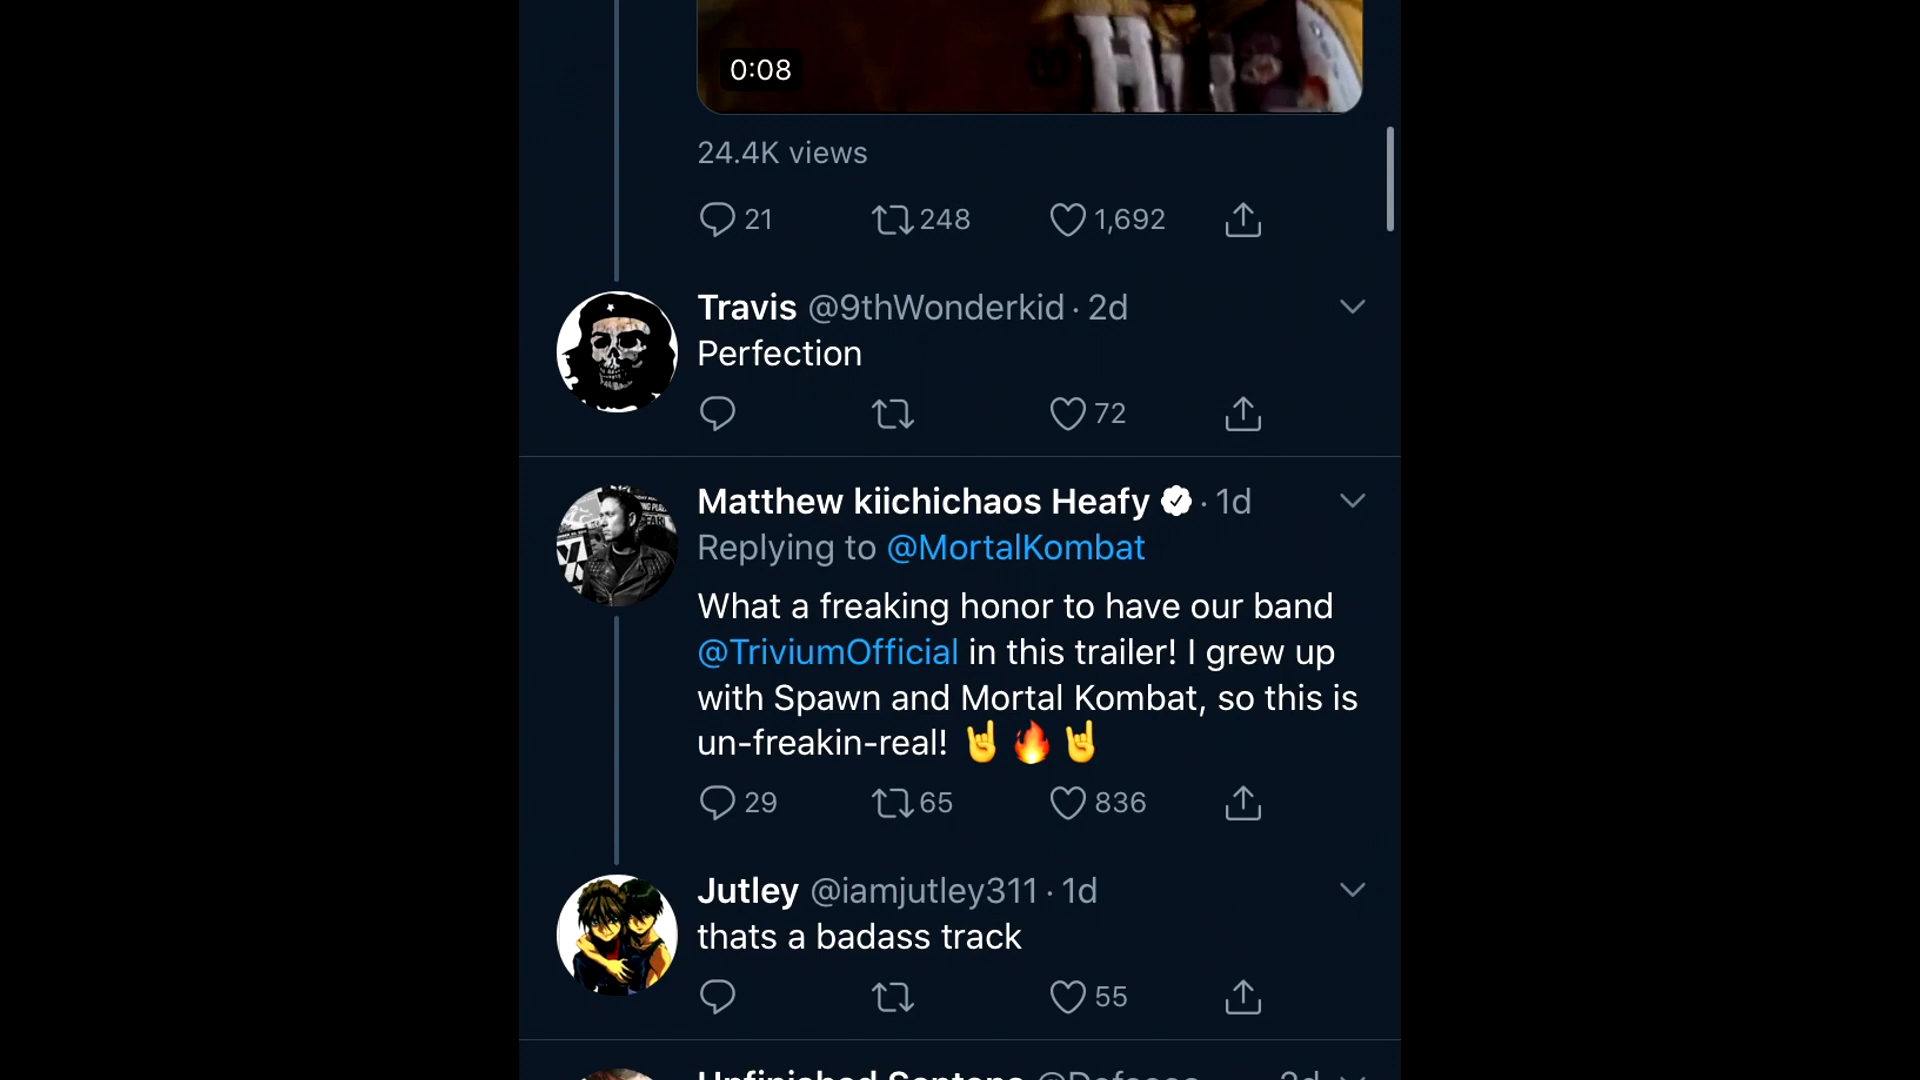 0:08
24.4K views
21 248 1,692
Travis @9thWonderkid · 2d
Perfection
72
Matthew kiichichaos Heafy · 1d
Replying to @MortalKombat
What a freaking honor to have our band
@TriviumOfficial in this trailer! I grew up
with Spawn and Mortal Kombat, so this is
un-freakin-real! 🤘🔥🤘
29 65 836
Jutley @iamjutley311 · 1d
thats a badass track
55